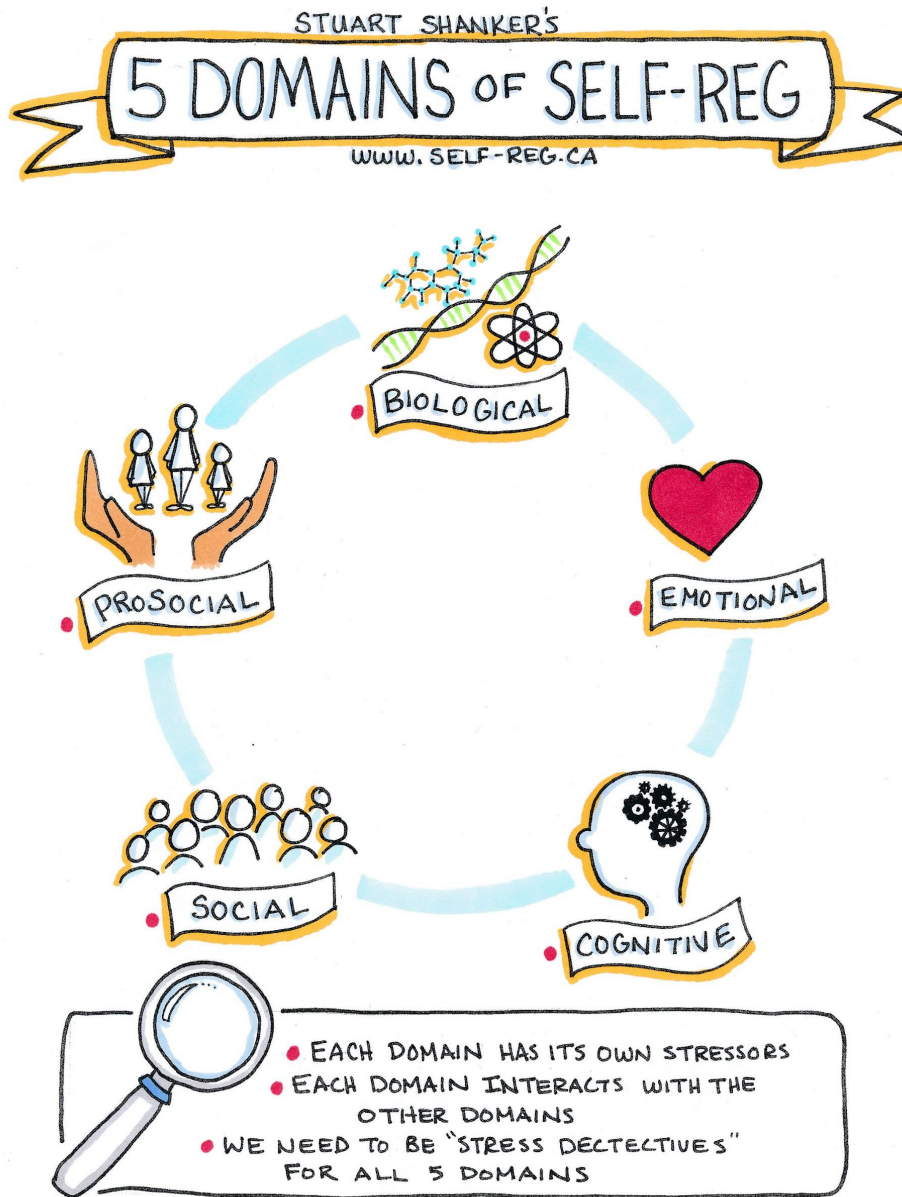 STUART SHANKER'S
5 DOMAINS OF SELF-REG
WWW.SELF-REG.CA
BIOLOGICAL
PROSOCIAL
EMOTIONAL
SOCIAL
COGNITIVE
• EACH DOMAIN HAS ITS OWN STRESSORS
• EACH DOMAIN INTERACTS WITH THE
OTHER DOMAINS
• WE NEED TO BE "STRESS DECTECTIVES"
FOR ALL 5 DOMAINS